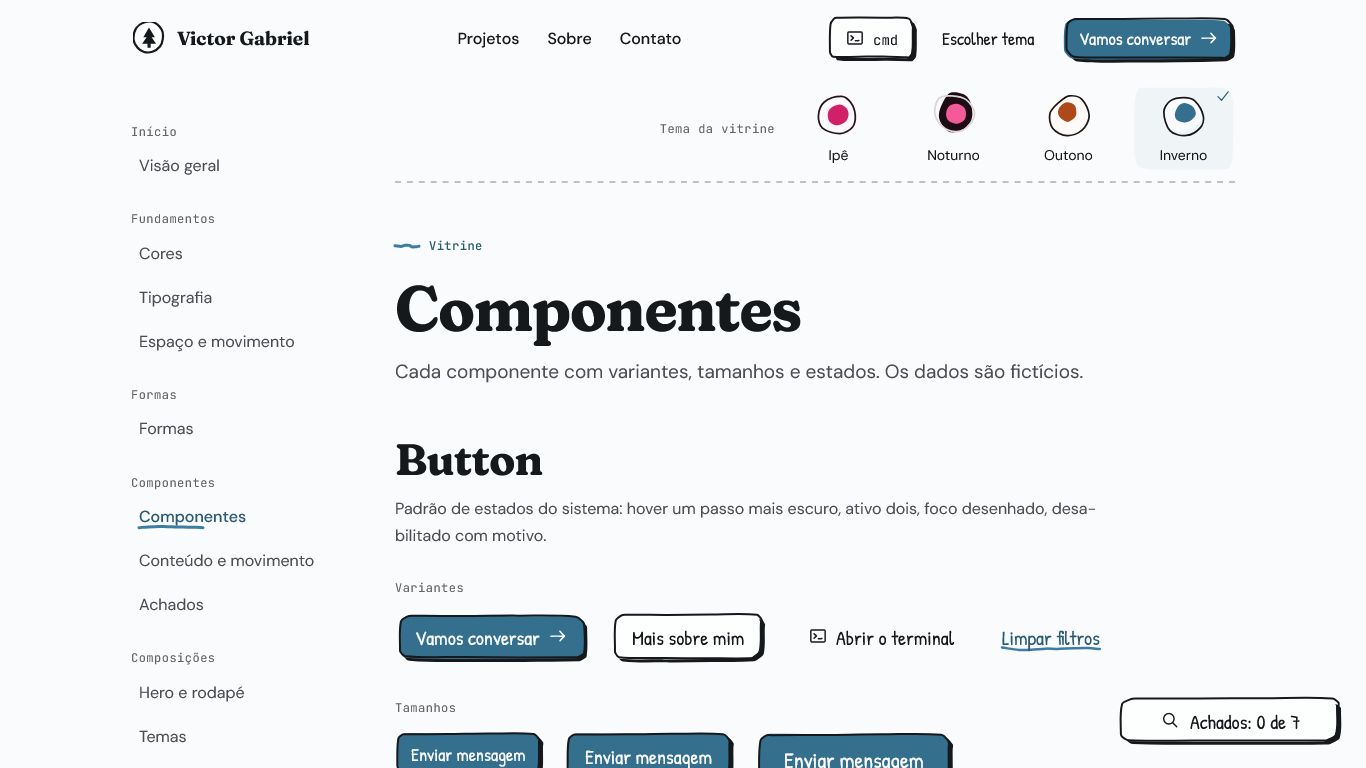 Victor Gabriel
Projetos
Sobre
Contato
cmd
Escolher tema
Vamos conversar
Tema da vitrine
Ipê
Noturno
Outono
Inverno
Início
Visão geral
Fundamentos
Cores
Tipografia
Espaço e movimento
Formas
Formas
Componentes
Componentes
Conteúdo e movimento
Achados
Composições
Hero e rodapé
Temas
Vitrine
Componentes
Cada componente com variantes, tamanhos e estados. Os dados são fictícios.
Button
Padrão de estados do sistema: hover um passo mais escuro, ativo dois, foco desenhado, desa-
bilitado com motivo.
Variantes
Vamos conversar
Mais sobre mim
Abrir o terminal
Limpar filtros
Tamanhos
Enviar mensagem
Enviar mensagem
Enviar mensagem
Achados: 0 de 7